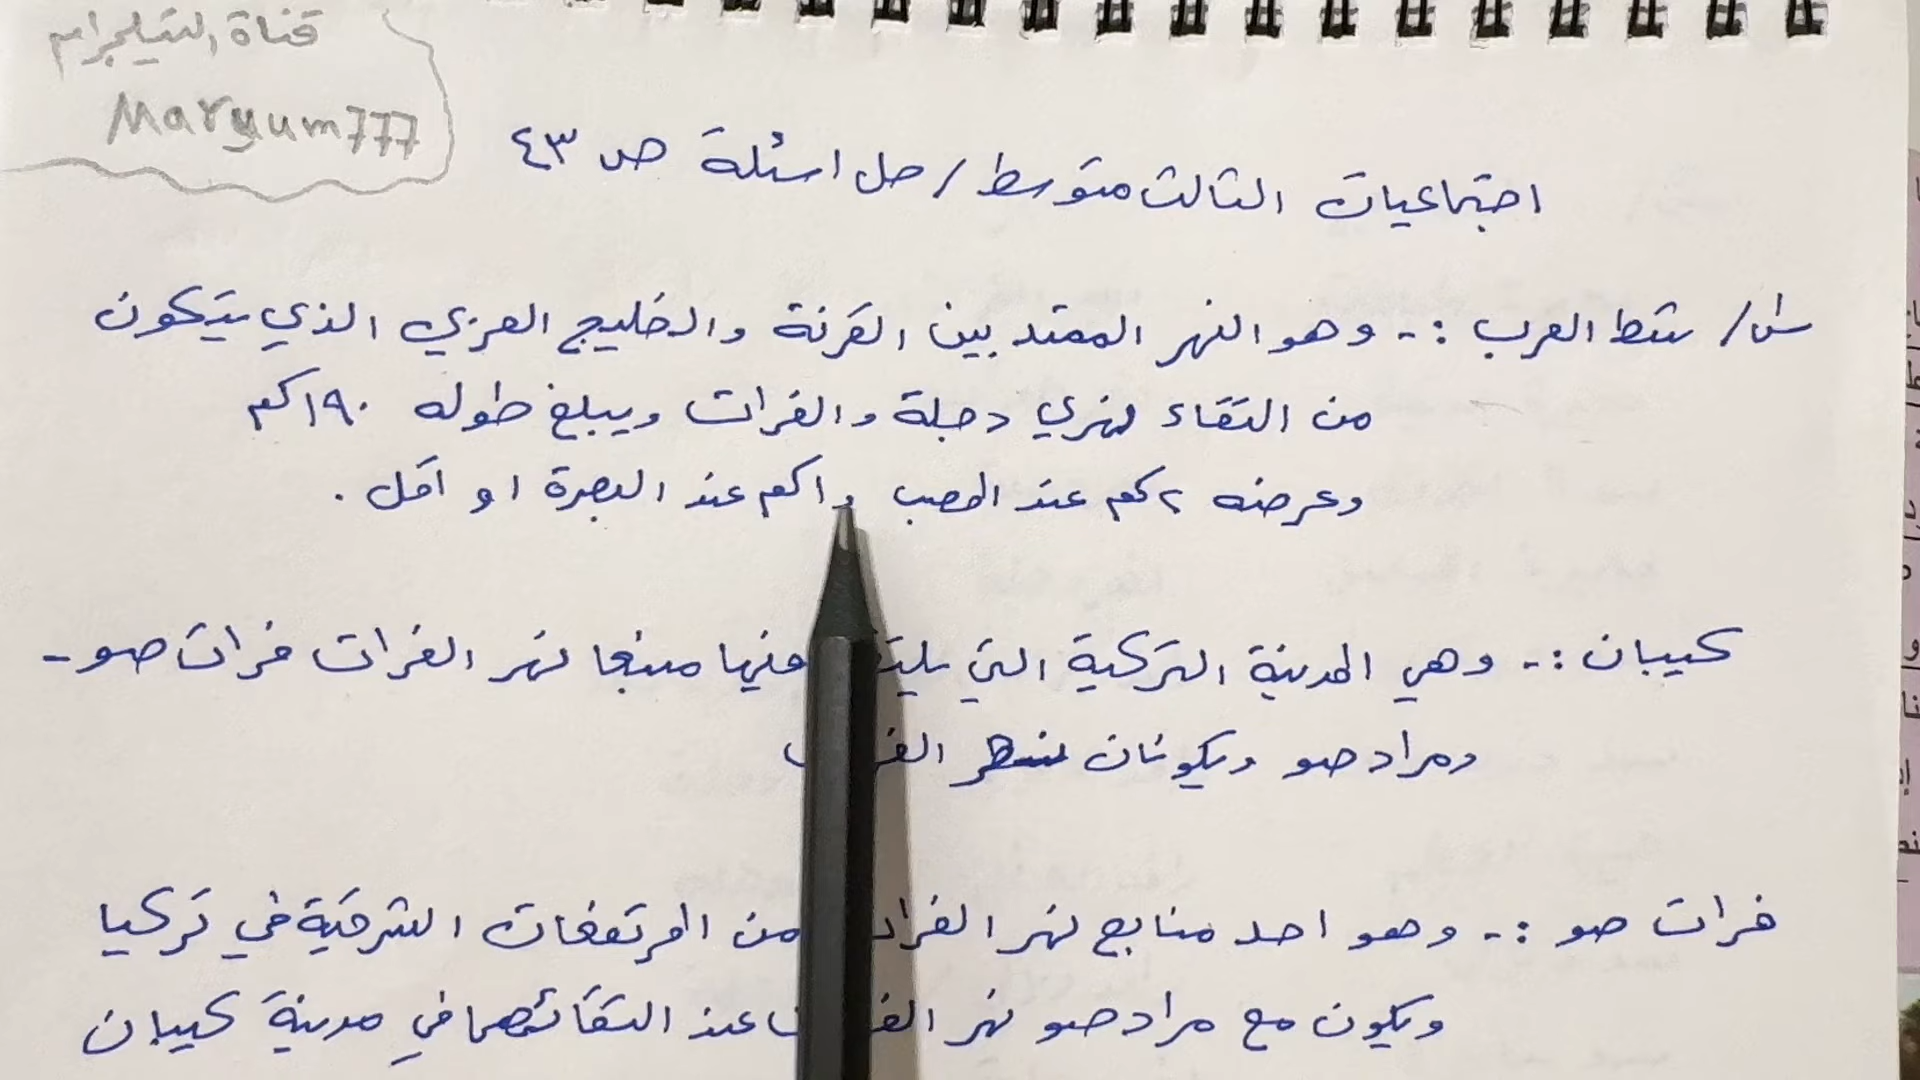 قناة التيليجرام
Maryum777
اجتماعيات الثالث متوسط / حل اسئلة ص ٤٣
س/ شط العرب :- وهو النهر الممتد بين القرنة والخليج العربي الذي يتكون
من التقاء نهري دجلة والفرات ويبلغ طوله ١٩٠كم
وعرضه ٢كم عند المصب و١كم عند البصرة او اقل .
كيبان :- وهي المدينة التركية التي فيها منبعا نهر الفرات فرات صو -
ومراد صو ويكونان نهر
فرات صو :- وهو احد منابع نهر من المرتفعات الشرقية في تركيا
ويكون مع مراد صو نهر عند التقائهما في مدينة كيبان